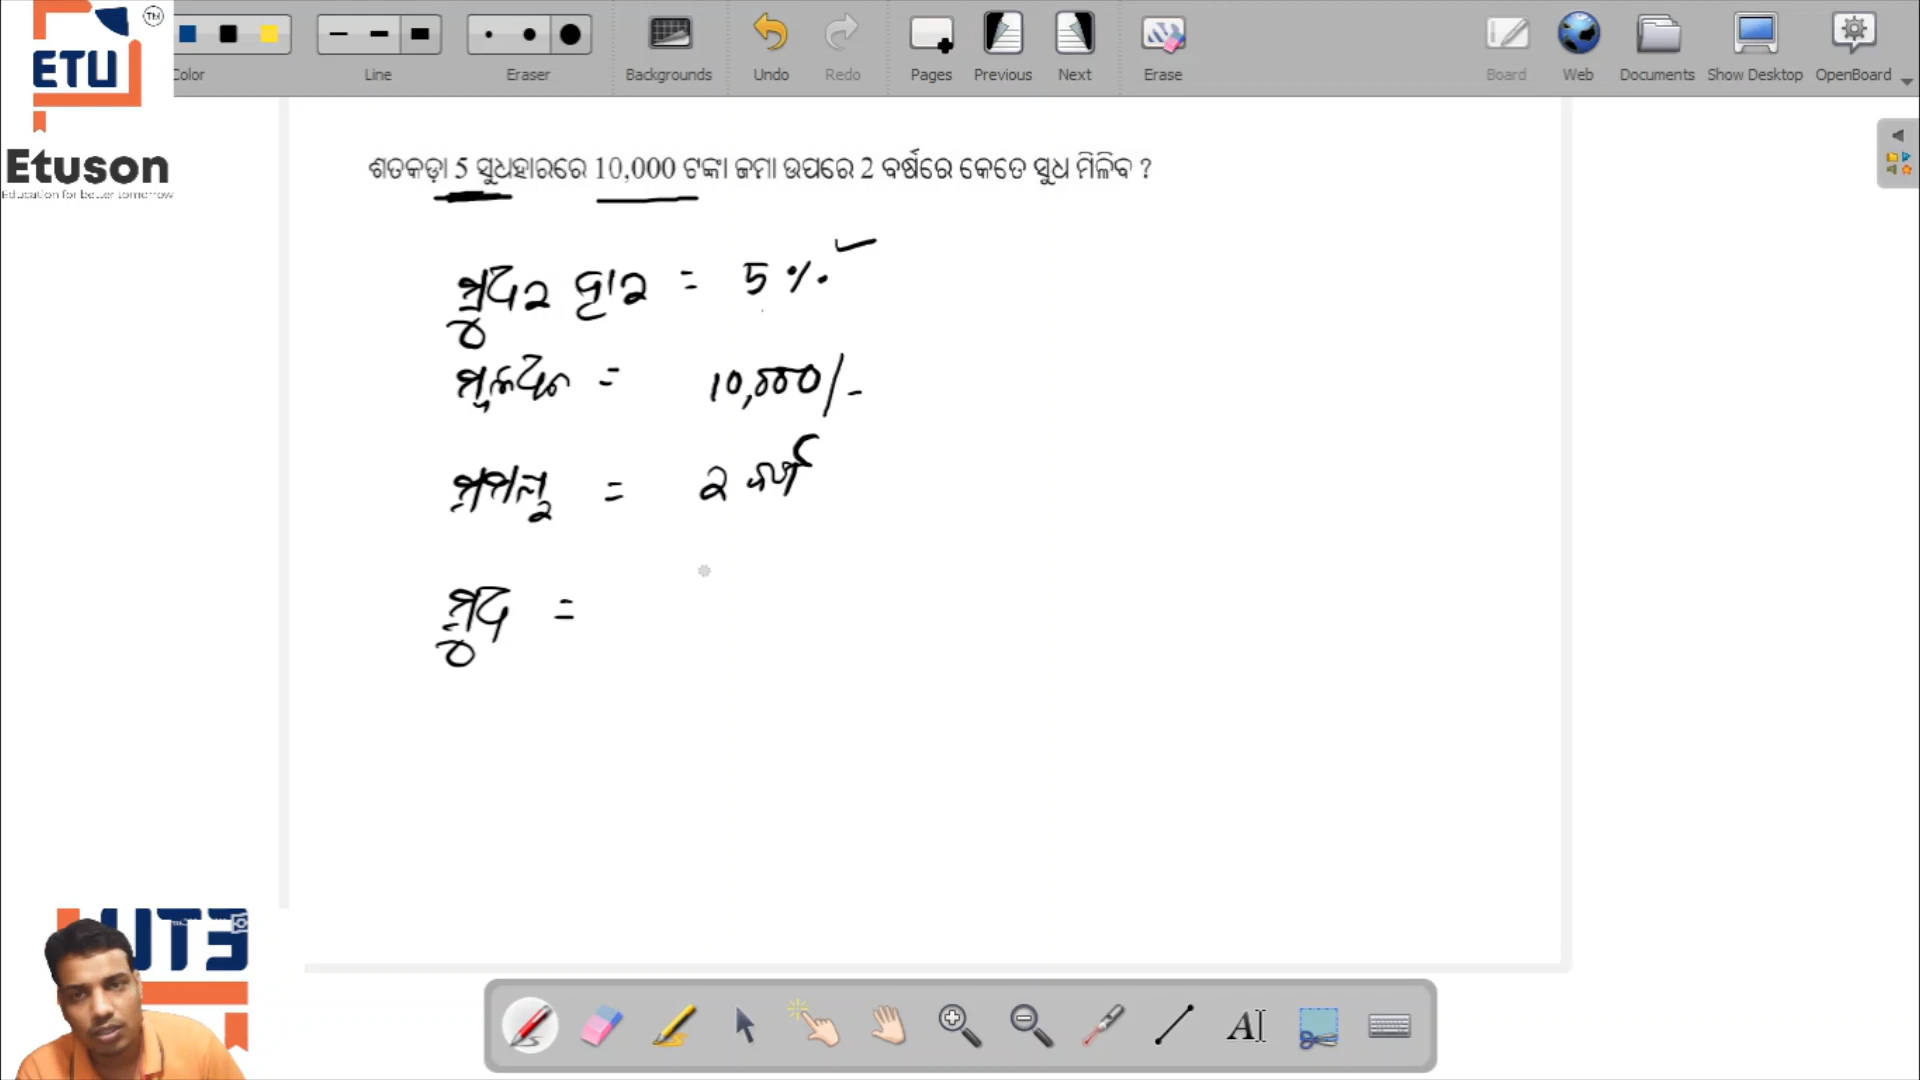 ETU
TM
Etuson
Education for better tomorrow
Color
Line
Eraser
Backgrounds
Undo
Redo
Pages
Previous
Next
Erase
Board
Web
Documents
Show Desktop
OpenBoard
ଶତକଡ଼ା 5 ସୁଧହାରରେ 10,000 ଟଙ୍କା ଜମା ଉପରେ 2 ବର୍ଷରେ କେତେ ସୁଧ ମିଳିବ ?
ସୁଧର ହାର = 5 %
ମୂଳଧନ = 10,000/-
ସମୟ = 2 ବର୍ଷ
ସୁଧ =
A